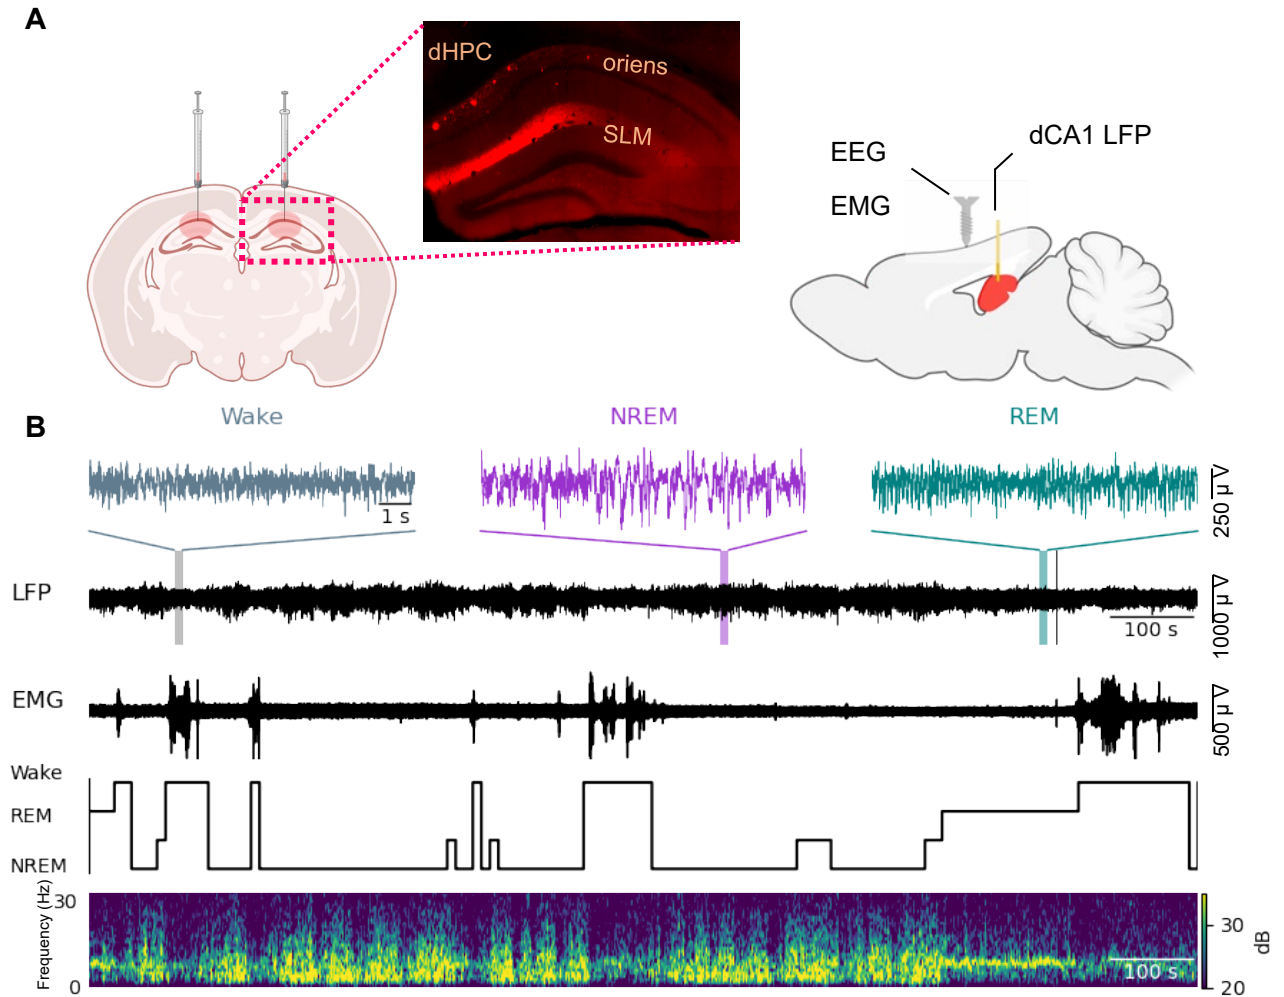 A
dHPC
oriens
SLM
EEG
EMG
dCA1 LFP
B
Wake
NREM
REM
1 s
250 µV
LFP
100 s
1000 µV
EMG
500 µV
Wake
REM
NREM
Frequency (Hz)
30
0
100 s
30
20
dB